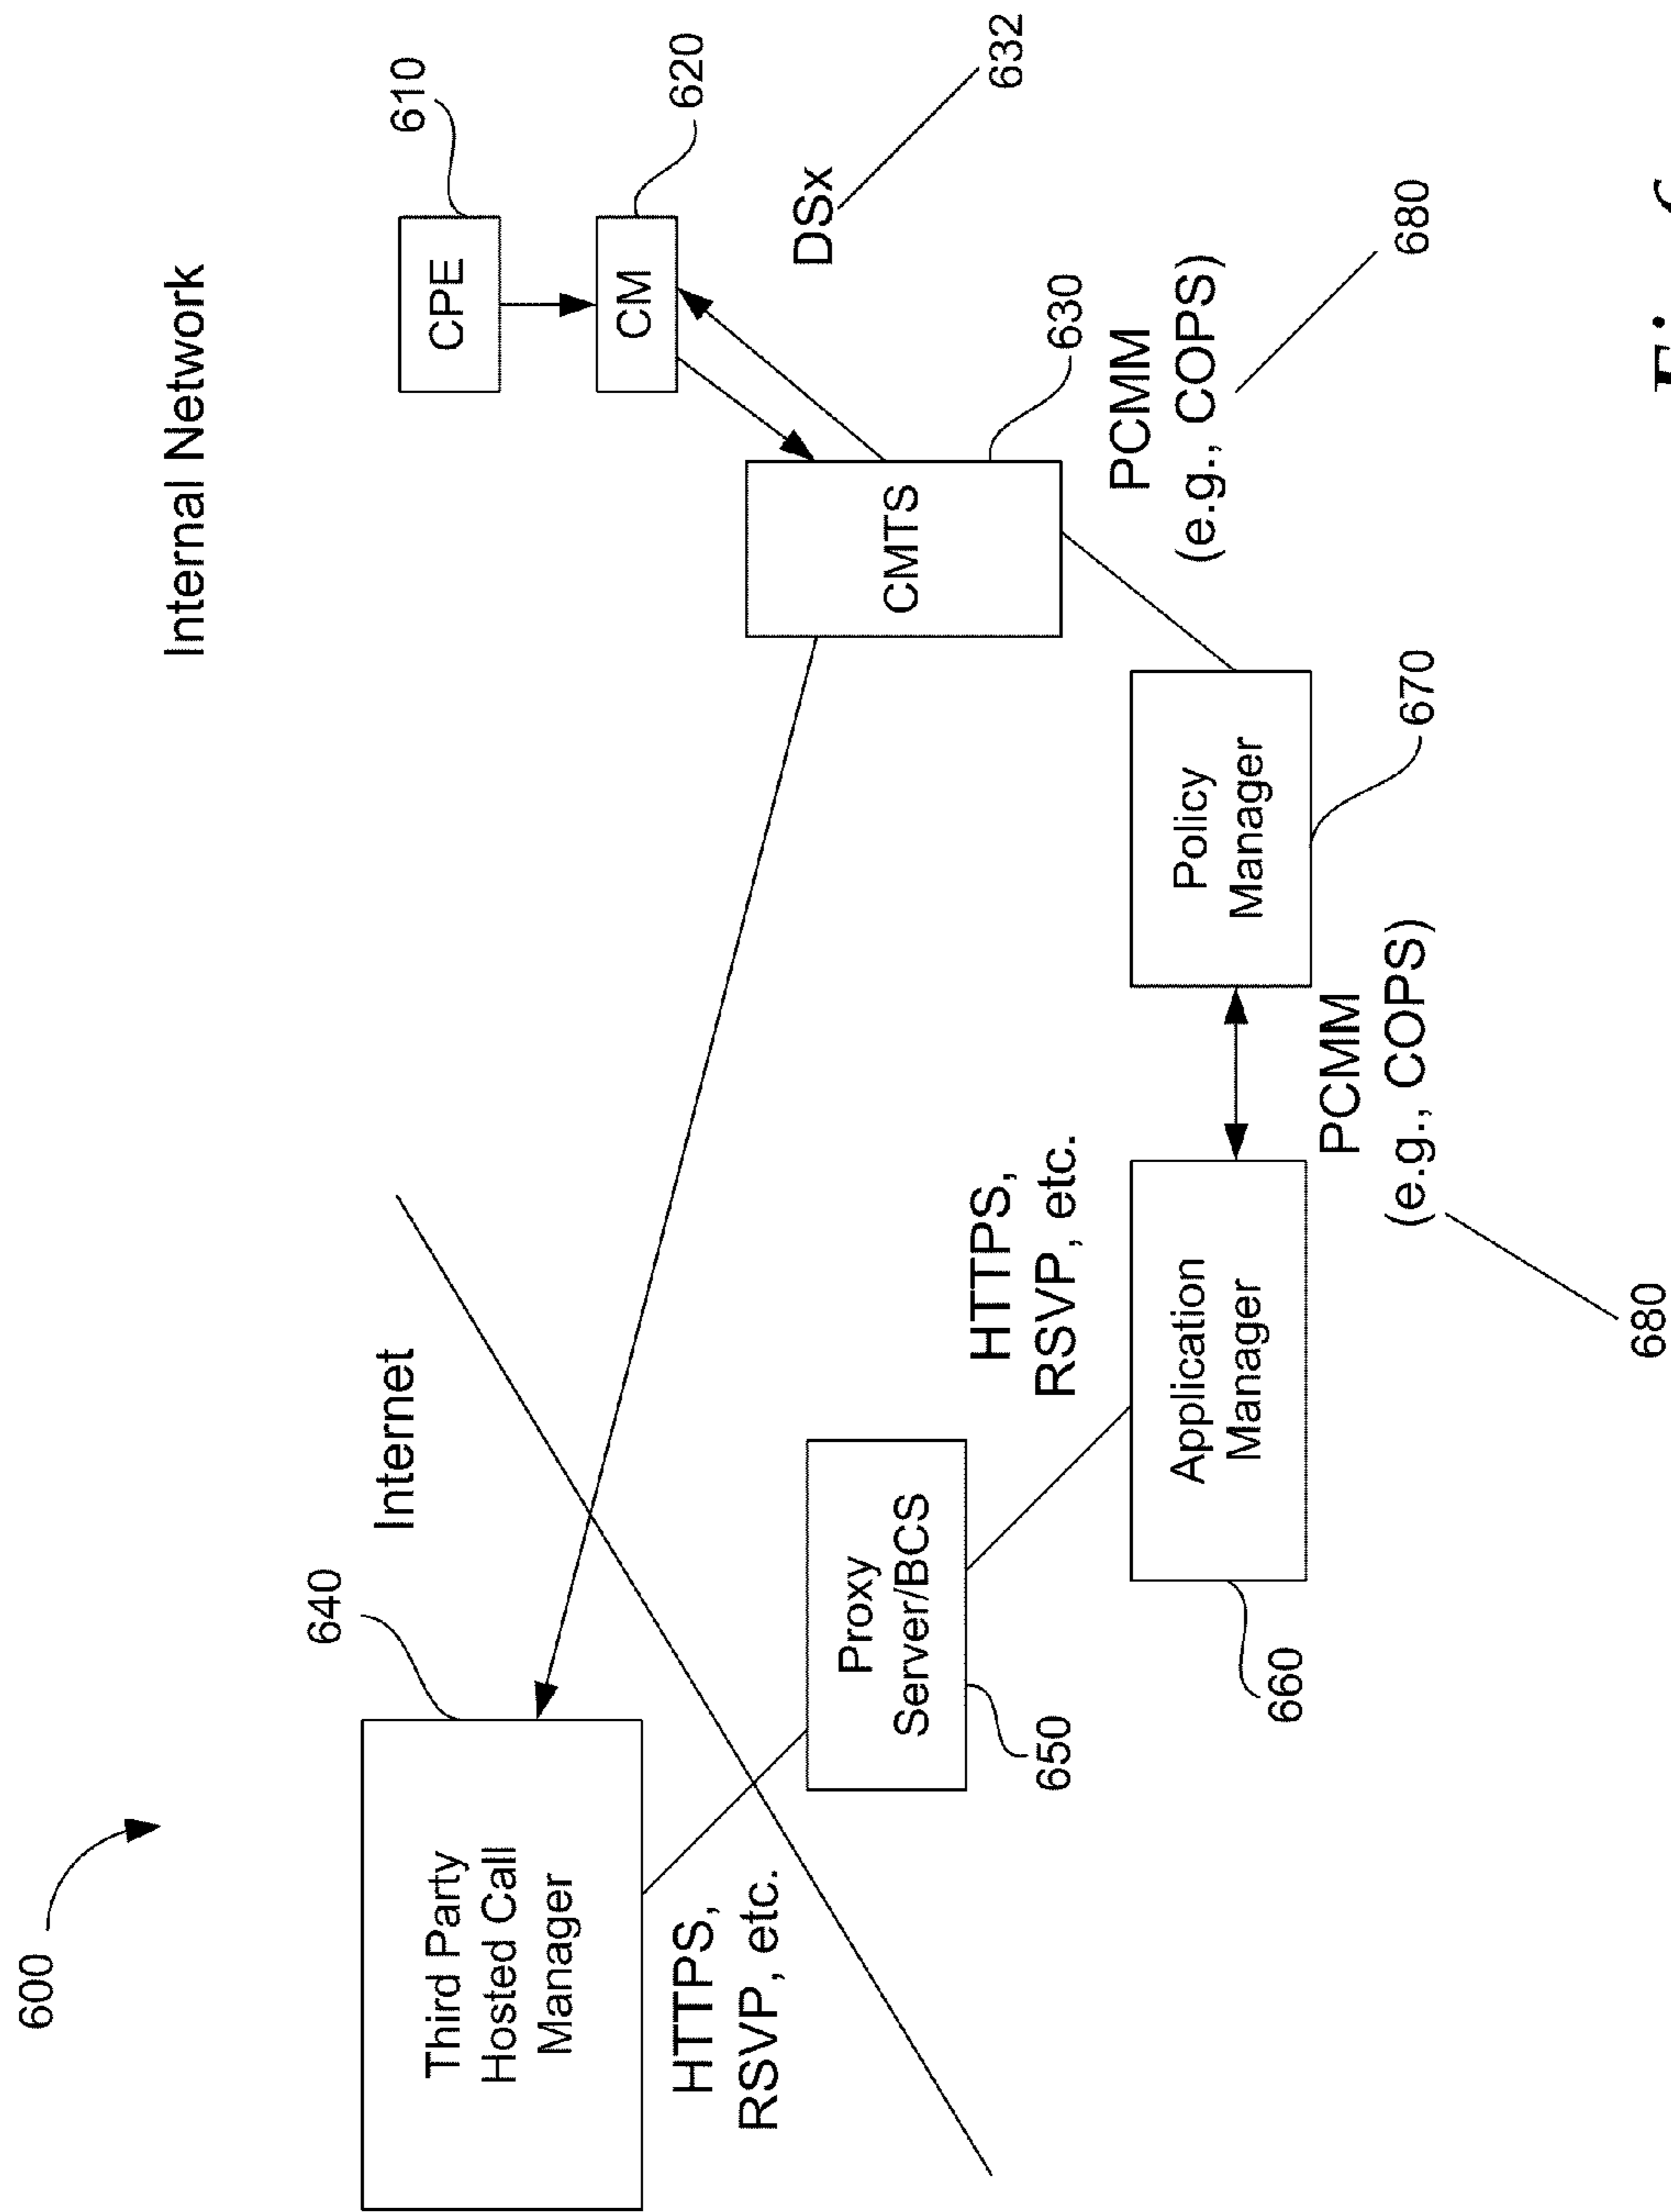 600
Internal Network
640
Internet
610
Third Party
Hosted Call
Manager
CPE
CM
620
HTTPS,
RSVP, etc.
DSx
632
Proxy
Server/BCS
650
CMTS
630
HTTPS,
RSVP, etc.
PCMM
(e.g., COPS)
680
Application
Manager
660
Policy
Manager
670
PCMM
(e.g., COPS)
680